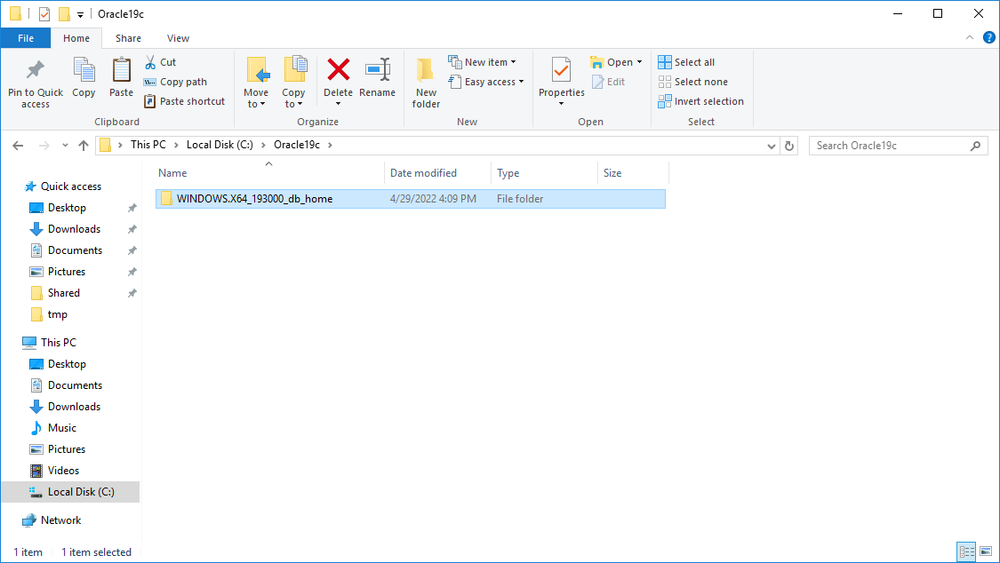 Oracle19c
File Home Share View
Pin to Quick access
Copy
Paste
Cut
Copy path
Paste shortcut
Clipboard
Move to
Copy to
Delete
Rename
Organize
New folder
New item
Easy access
New
Properties
Open
Edit
Open
Select all
Select none
Invert selection
Select
This PC > Local Disk (C:) > Oracle19c >
Search Oracle19c
Quick access
Desktop
Downloads
Documents
Pictures
Shared
tmp
This PC
Desktop
Documents
Downloads
Music
Pictures
Videos
Local Disk (C:)
Network
Name Date modified Type Size
WINDOWS.X64_193000_db_home 4/29/2022 4:09 PM File folder
1 item 1 item selected